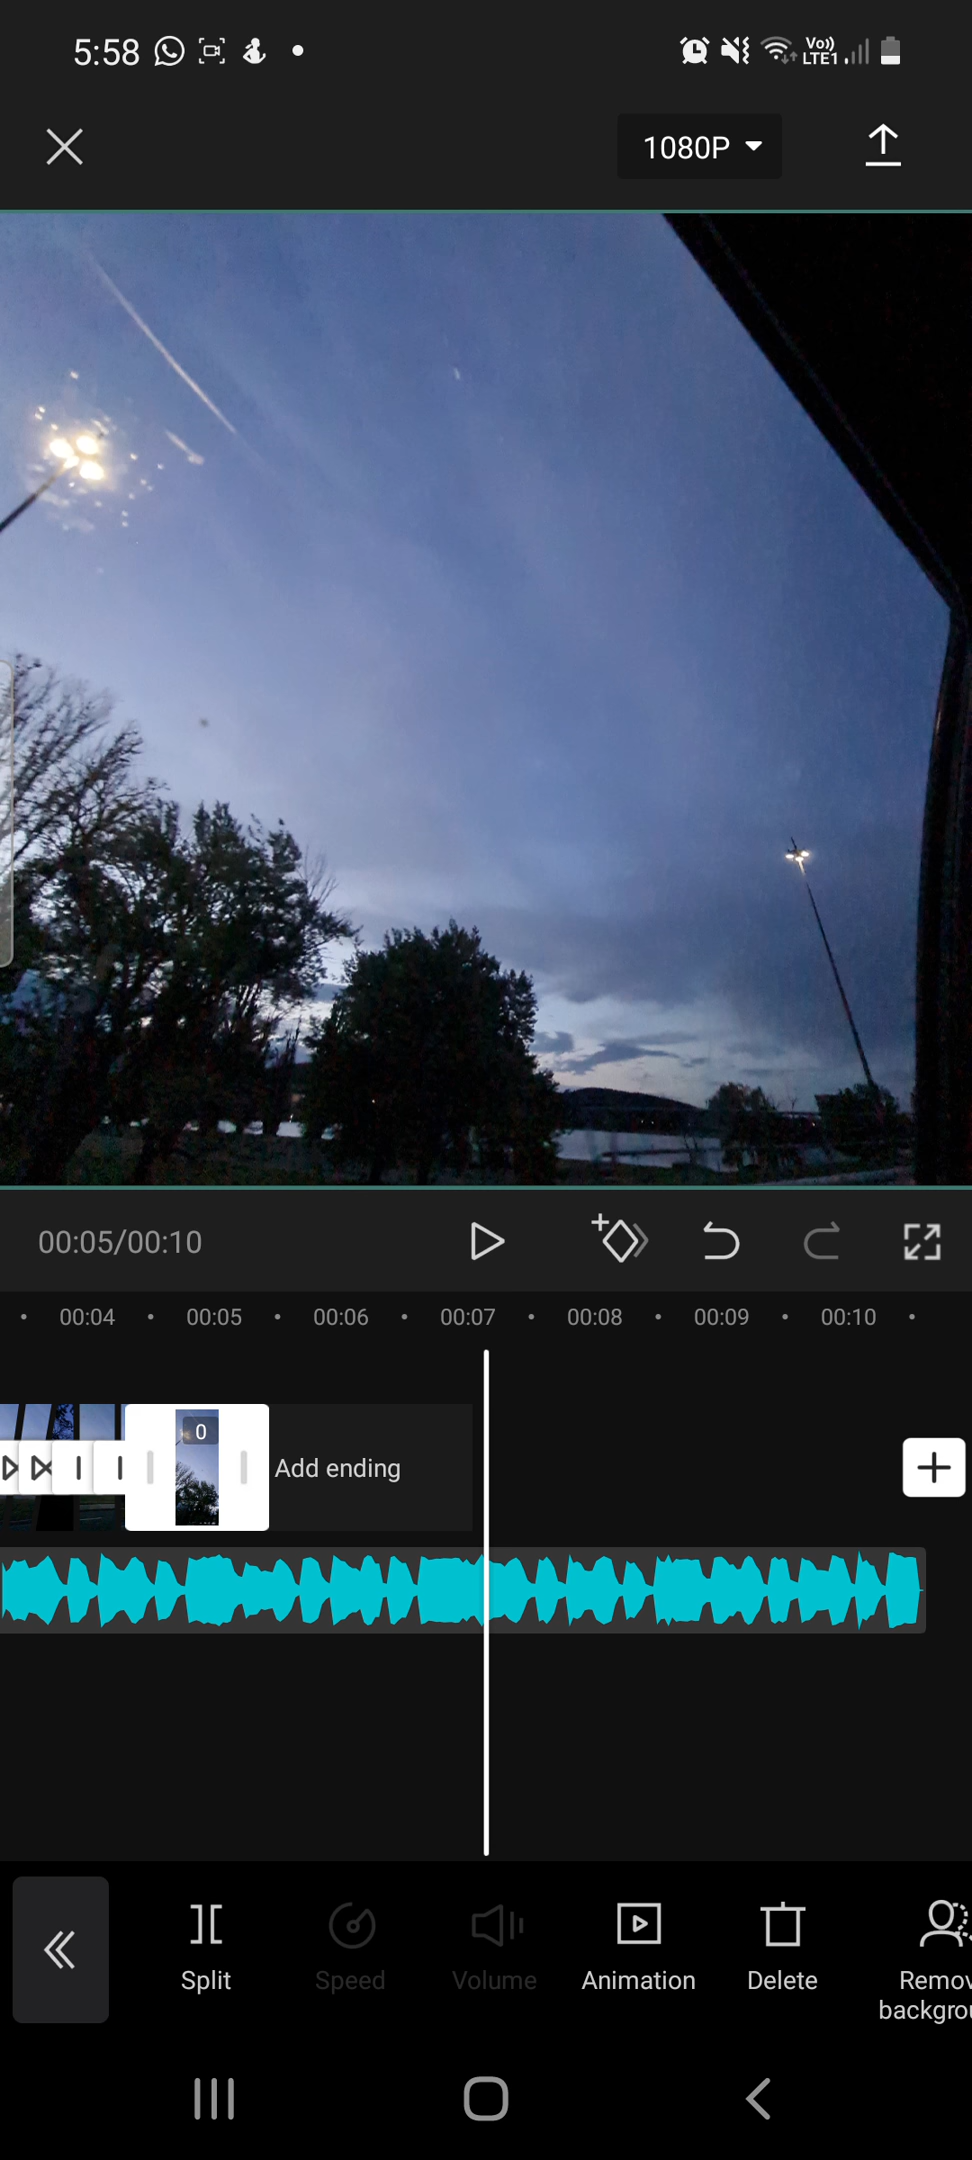 5:58
Vo))
LTE1
1080P
00:05/00:10
00:04 00:05 00:06 00:07 00:08 00:09 00:10
0
Add ending
Split
Speed
Volume
Animation
Delete
Remov
backgrou